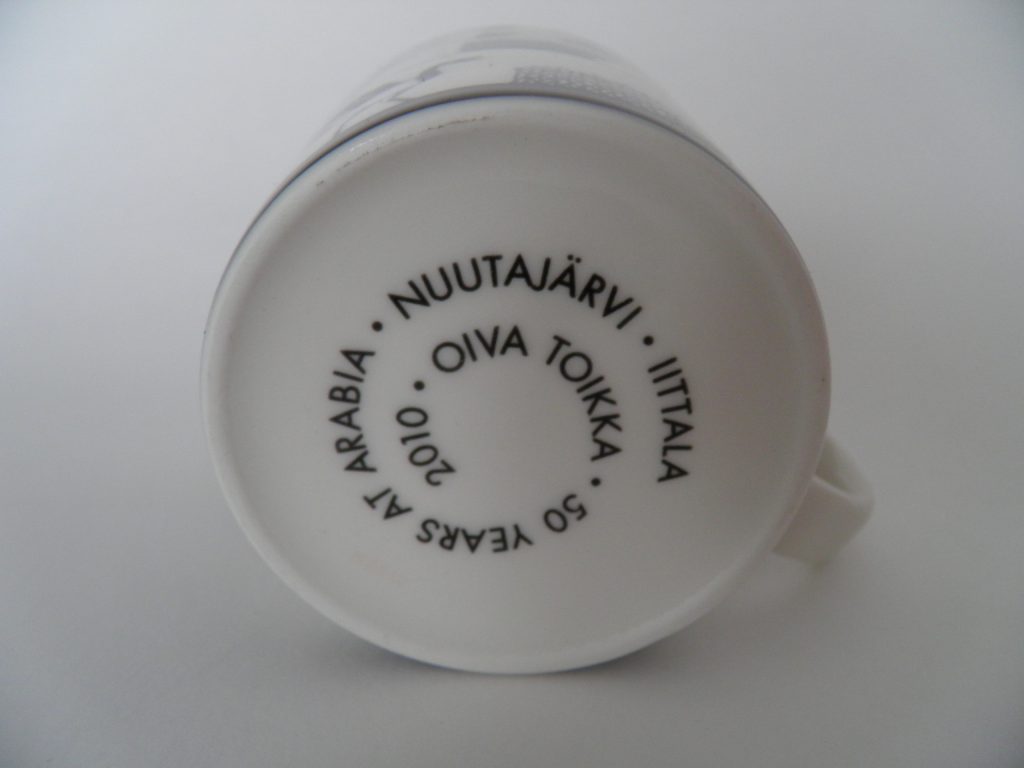 OIVA TOIKKA • 50 YEARS AT ARABIA • NUUTAJÄRVI • IITTALA
2010 •